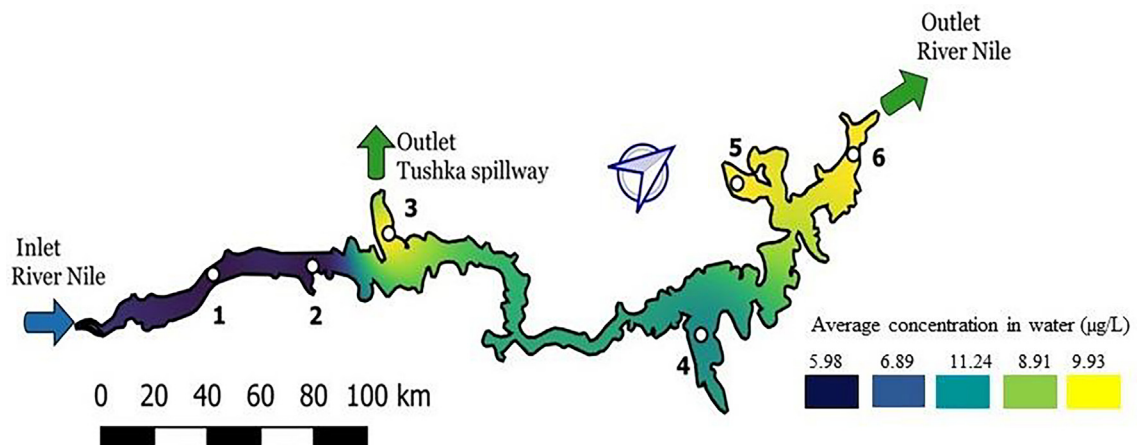 Outlet
River Nile
Outlet
Tushka spillway
5
6
3
Inlet
River Nile
1
2
4
Average concentration in water (µg/L)
5.98 6.89 11.24 8.91 9.93
0 20 40 60 80 100 km